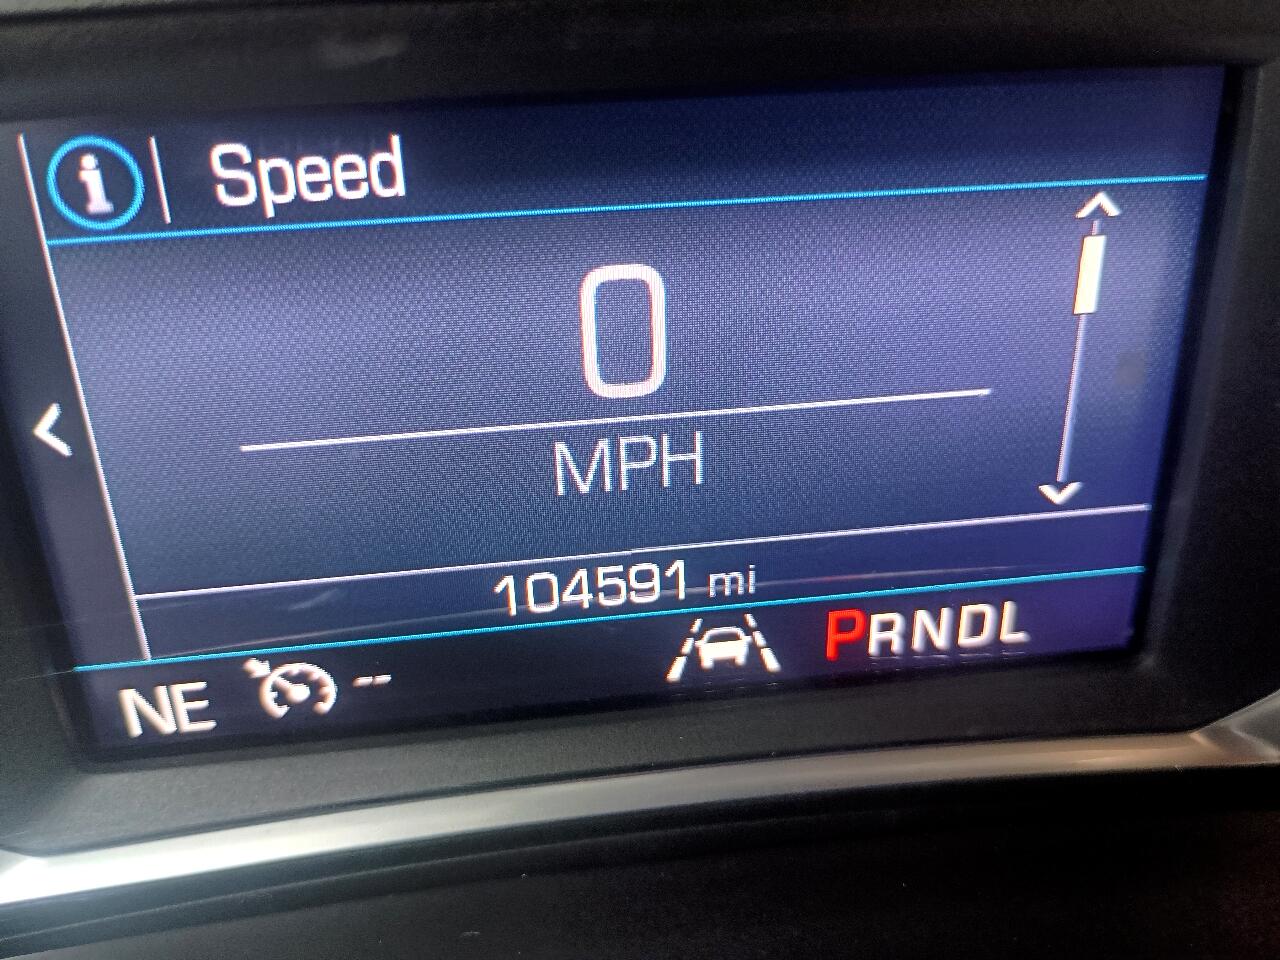 Speed
0
MPH
104591 mi
NE -- PRNDL